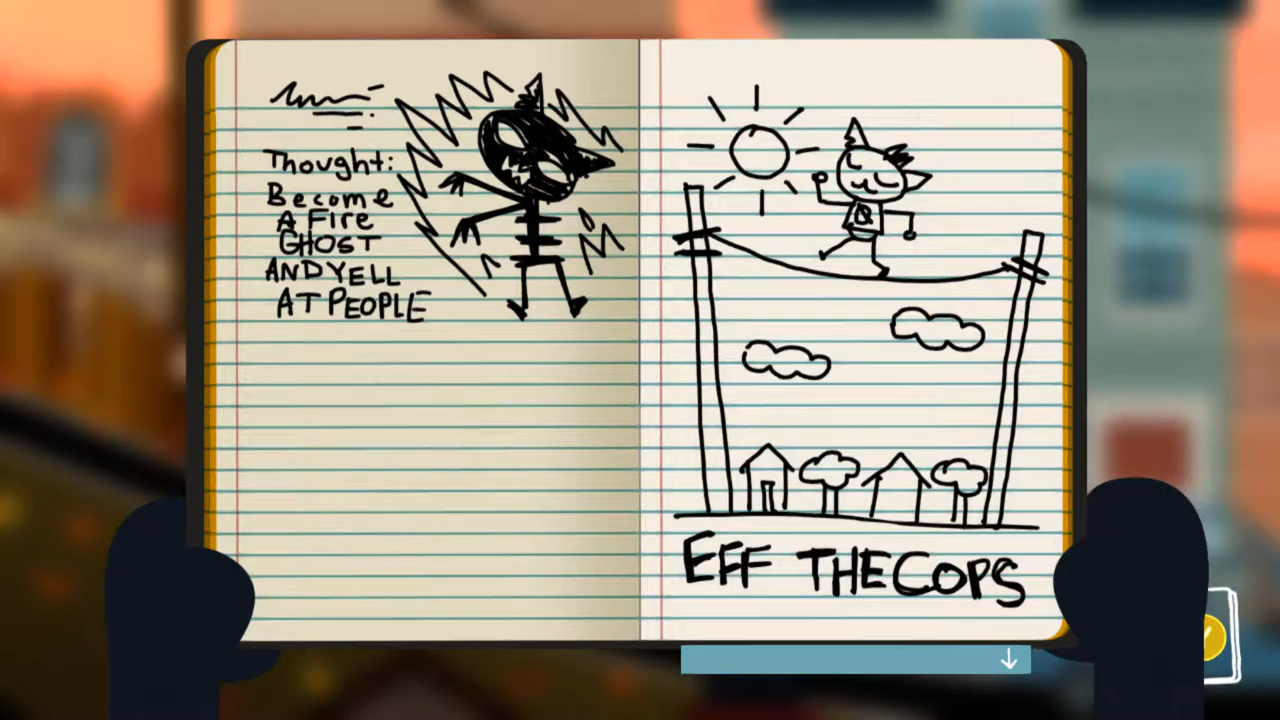 Thought:
Become
A Fire
GHOST
AND YELL
AT PEOPLE
EFF THE COPS